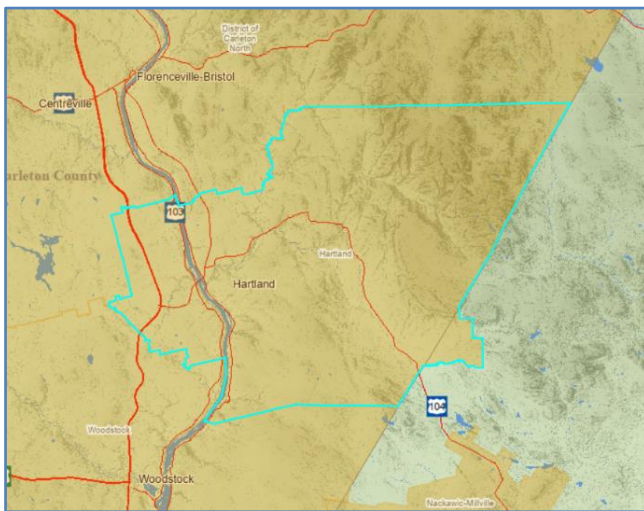 District of
Carleton
North
Florenceville-Bristol
Centreville
arleton County
103
Hartland
Hartland
104
Woodstock
Woodstock
Nackawic-Millville